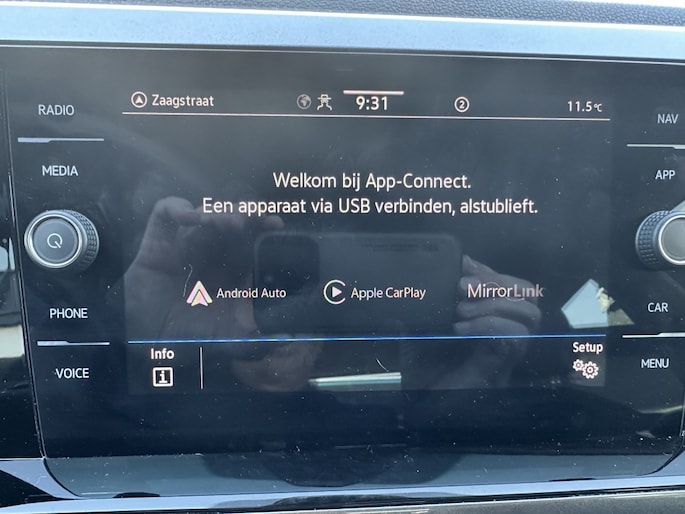 RADIO
MEDIA
PHONE
VOICE
Zaagstraat
9:31
2
11.5°C
Welkom bij App-Connect.
Een apparaat via USB verbinden, alstublieft.
Android Auto
Apple CarPlay
MirrorLink
Info
Setup
NAV
APP
CAR
MENU